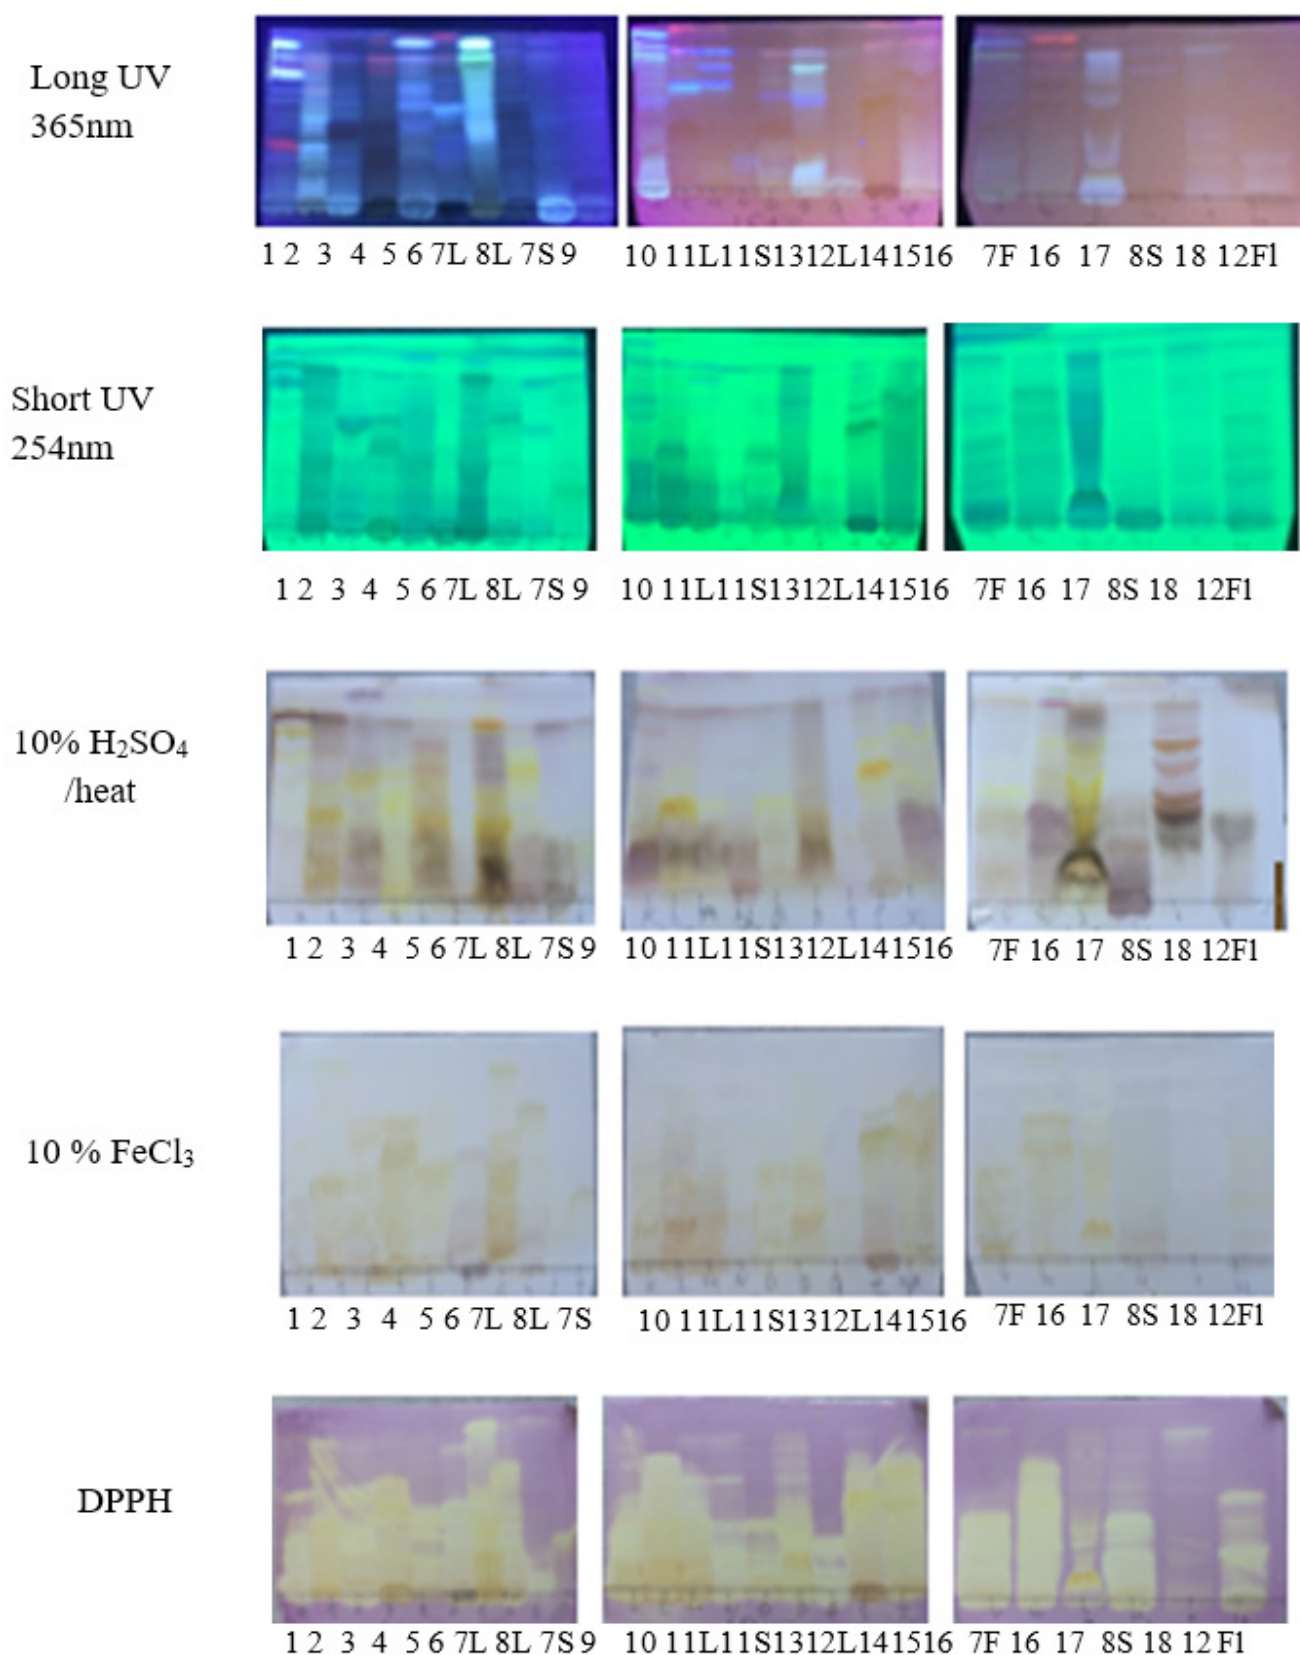 Long UV
365nm
1 2 3 4 5 6 7L 8L 7S 9
10 11L11S1312L141516
7F 16 17 8S 18 12Fl
Short UV
254nm
1 2 3 4 5 6 7L 8L 7S 9
10 11L11S1312L141516
7F 16 17 8S 18 12Fl
10% H₂SO₄
/heat
1 2 3 4 5 6 7L 8L 7S 9
10 11L11S1312L141516
7F 16 17 8S 18 12Fl
10 % FeCl₃
1 2 3 4 5 6 7L 8L 7S
10 11L11S1312L141516
7F 16 17 8S 18 12Fl
DPPH
1 2 3 4 5 6 7L 8L 7S 9
10 11L11S1312L141516
7F 16 17 8S 18 12 Fl